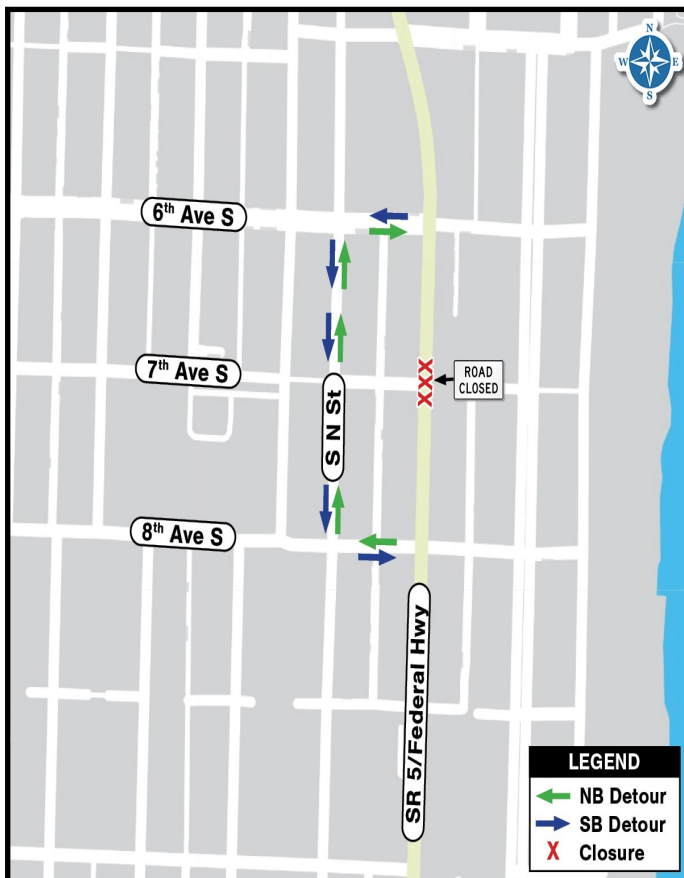 N
W E
S
6th Ave S
7th Ave S
ROAD
CLOSED
XXX
S N St
8th Ave S
SR 5/Federal Hwy
LEGEND
NB Detour
SB Detour
X Closure